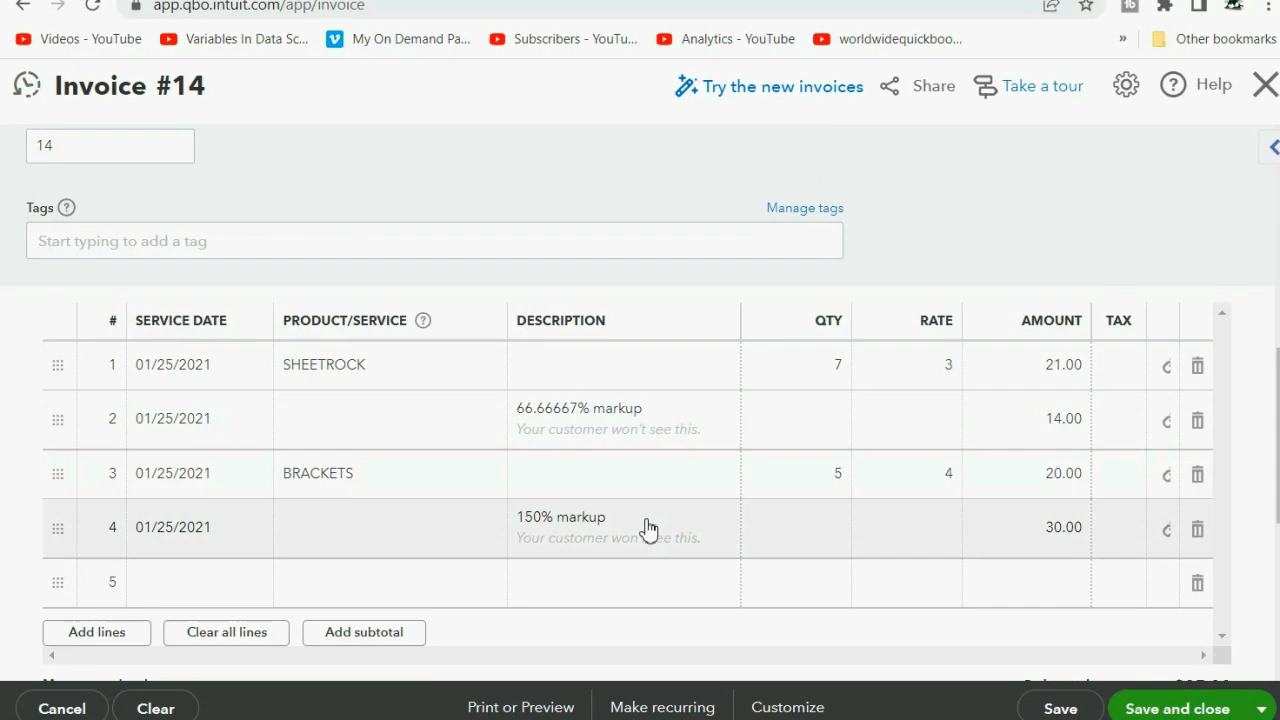 app.qbo.intuit.com/app/invoice
Videos - YouTube
Variables In Data Sc...
My On Demand Pa...
Subscribers - YouTu...
Analytics - YouTube
worldwidequickboo...
»
Other bookmarks
Invoice #14
Try the new invoices
Share
Take a tour
Help
14
Tags
Manage tags
Start typing to add a tag
# SERVICE DATE PRODUCT/SERVICE DESCRIPTION QTY RATE AMOUNT TAX
1 01/25/2021 SHEETROCK 7 3 21.00
2 01/25/2021 66.66667% markup 14.00
Your customer won't see this.
3 01/25/2021 BRACKETS 5 4 20.00
4 01/25/2021 150% markup 30.00
Your customer won't see this.
5
Add lines Clear all lines Add subtotal
Cancel Clear Print or Preview Make recurring Customize Save Save and close